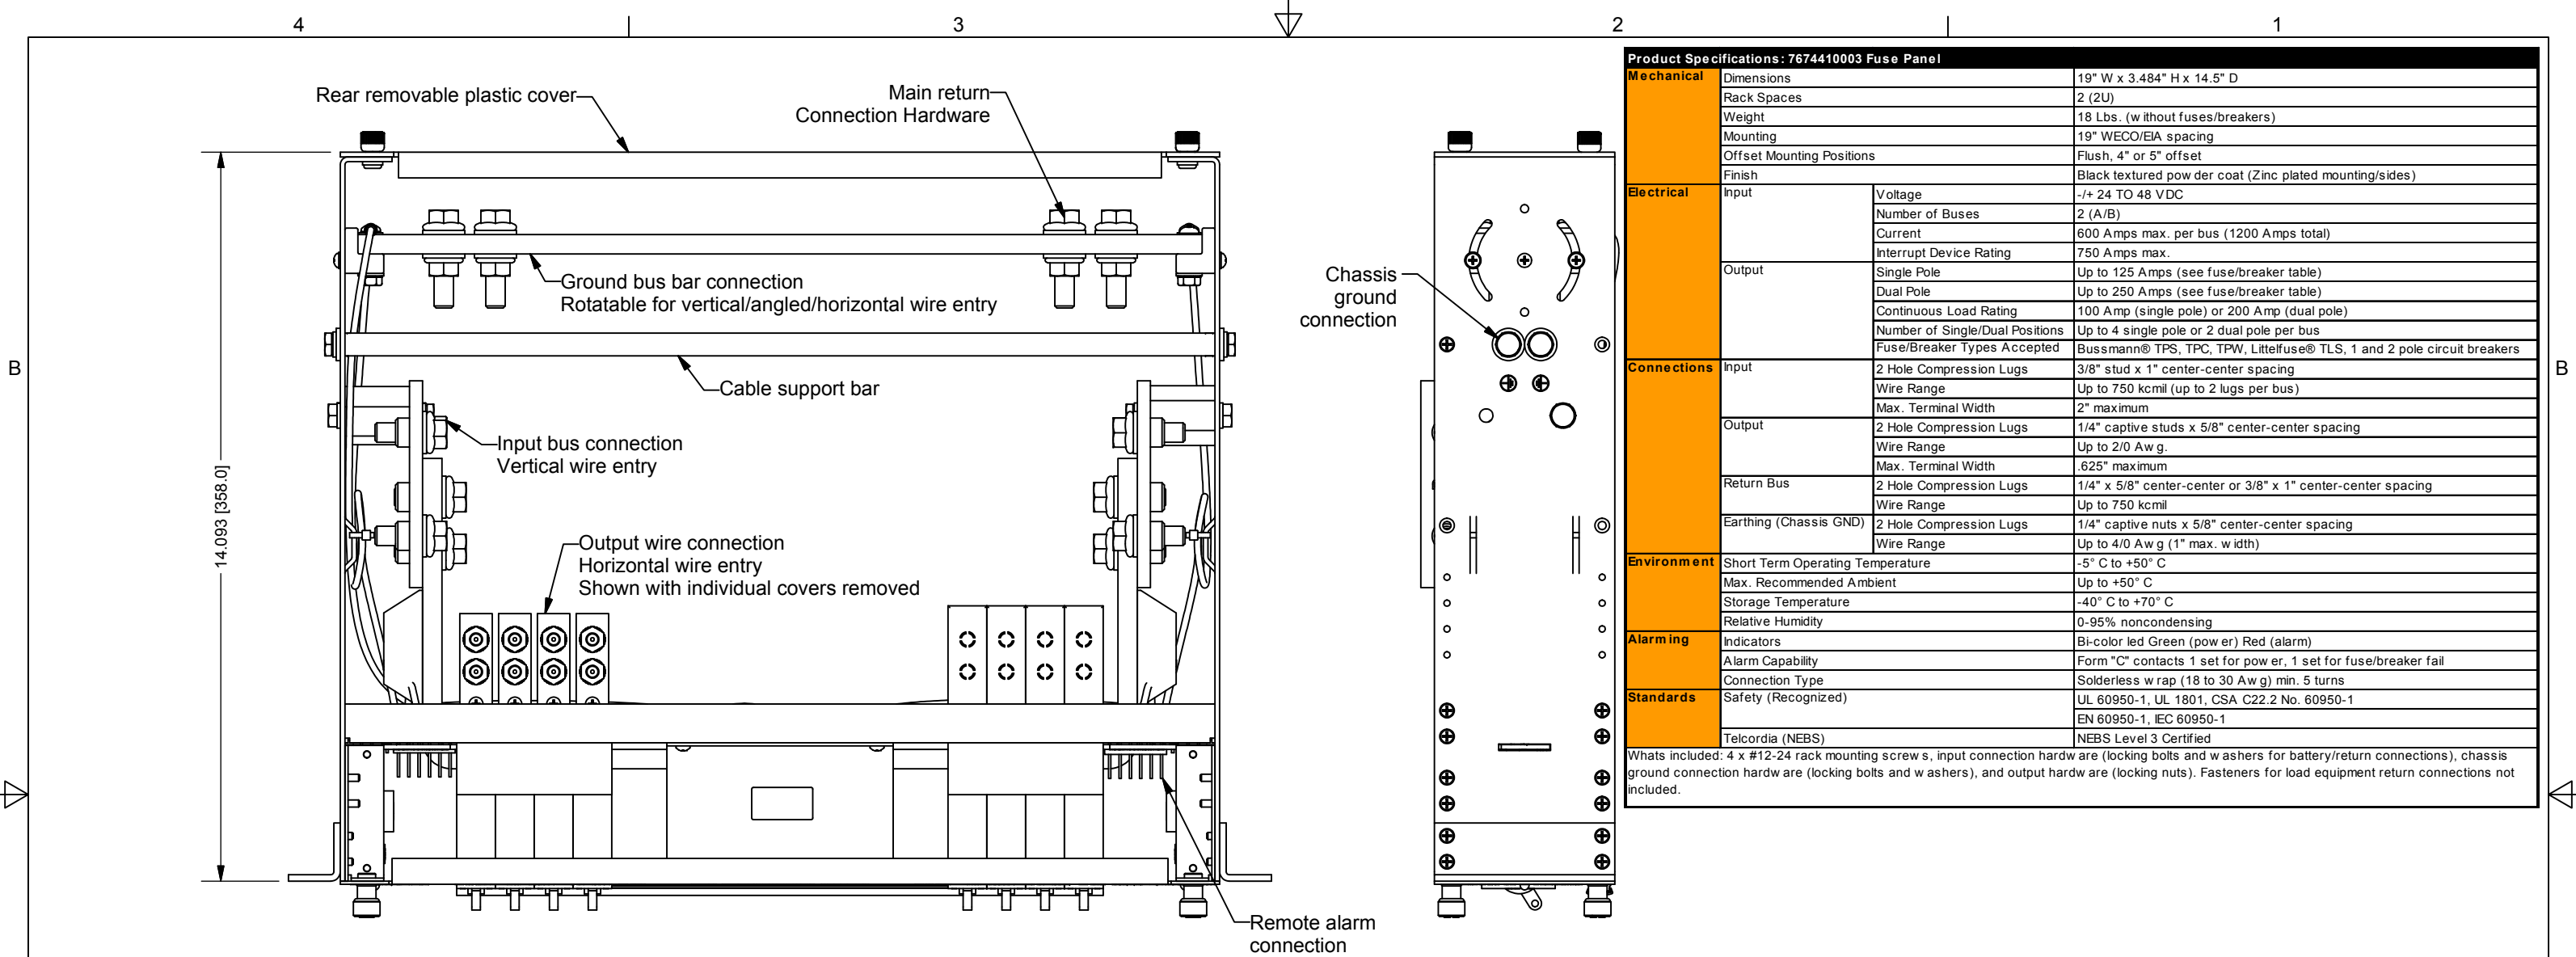 4 3 2 1
Rear removable plastic cover
Main return
Connection Hardware
Ground bus bar connection
Rotatable for vertical/angled/horizontal wire entry
Cable support bar
Input bus connection
Vertical wire entry
Output wire connection
Horizontal wire entry
Shown with individual covers removed
14.093 [358.0]
Remote alarm
connection
Chassis
ground
connection
B
B
Product Specifications: 7674410003 Fuse Panel
Mechanical Dimensions 19" W x 3.484" H x 14.5" D
Rack Spaces 2 (2U)
Weight 18 Lbs. (without fuses/breakers)
Mounting 19" WECO/EIA spacing
Offset Mounting Positions Flush, 4" or 5" offset
Finish Black textured powder coat (Zinc plated mounting/sides)
Electrical Input Voltage -/+ 24 TO 48 VDC
Number of Buses 2 (A/B)
Current 600 Amps max. per bus (1200 Amps total)
Interrupt Device Rating 750 Amps max.
Output Single Pole Up to 125 Amps (see fuse/breaker table)
Dual Pole Up to 250 Amps (see fuse/breaker table)
Continuous Load Rating 100 Amp (single pole) or 200 Amp (dual pole)
Number of Single/Dual Positions Up to 4 single pole or 2 dual pole per bus
Fuse/Breaker Types Accepted Bussmann® TPS, TPC, TPW, Littelfuse® TLS, 1 and 2 pole circuit breakers
Connections Input 2 Hole Compression Lugs 3/8" stud x 1" center-center spacing
Wire Range Up to 750 kcmil (up to 2 lugs per bus)
Max. Terminal Width 2" maximum
Output 2 Hole Compression Lugs 1/4" captive studs x 5/8" center-center spacing
Wire Range Up to 2/0 Awg.
Max. Terminal Width .625" maximum
Return Bus 2 Hole Compression Lugs 1/4" x 5/8" center-center or 3/8" x 1" center-center spacing
Wire Range Up to 750 kcmil
Earthing (Chassis GND) 2 Hole Compression Lugs 1/4" captive nuts x 5/8" center-center spacing
Wire Range Up to 4/0 Awg (1" max. width)
Environment Short Term Operating Temperature -5° C to +50° C
Max. Recommended Ambient Up to +50° C
Storage Temperature -40° C to +70° C
Relative Humidity 0-95% noncondensing
Alarming Indicators Bi-color led Green (power) Red (alarm)
Alarm Capability Form "C" contacts 1 set for power, 1 set for fuse/breaker fail
Connection Type Solderless wrap (18 to 30 Awg) min. 5 turns
Standards Safety (Recognized) UL 60950-1, UL 1801, CSA C22.2 No. 60950-1
EN 60950-1, IEC 60950-1
Telcordia (NEBS) NEBS Level 3 Certified
Whats included: 4 x #12-24 rack mounting screws, input connection hardware (locking bolts and washers for battery/return connections), chassis
ground connection hardware (locking bolts and washers), and output hardware (locking nuts). Fasteners for load equipment return connections not
included.